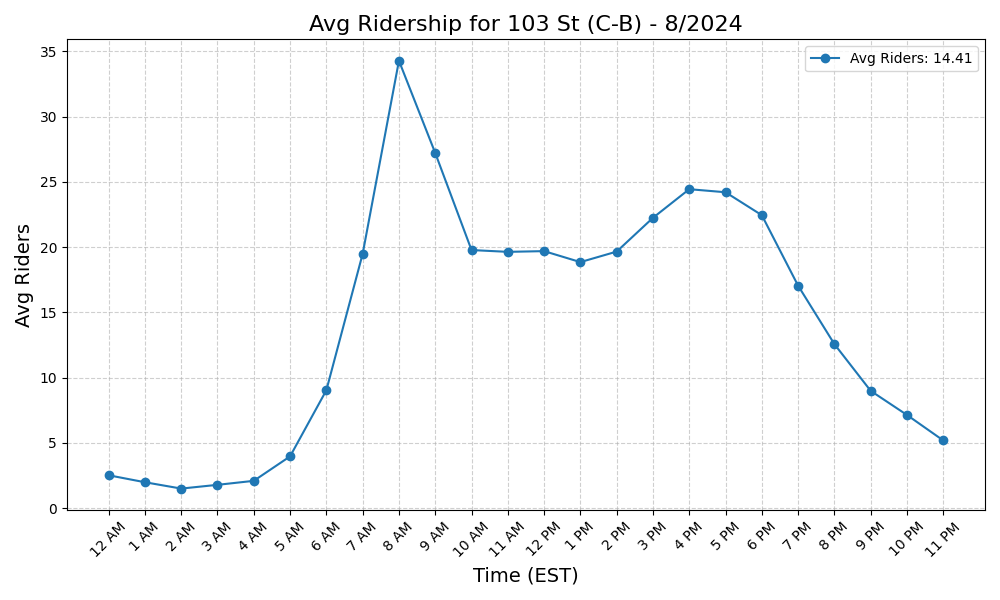 Avg Ridership for 103 St (C-B) - 8/2024
Avg Riders: 14.41
Avg Riders
35
30
25
20
15
10
5
0
12 AM
1 AM
2 AM
3 AM
4 AM
5 AM
6 AM
7 AM
8 AM
9 AM
10 AM
11 AM
12 PM
1 PM
2 PM
3 PM
4 PM
5 PM
6 PM
7 PM
8 PM
9 PM
10 PM
11 PM
Time (EST)